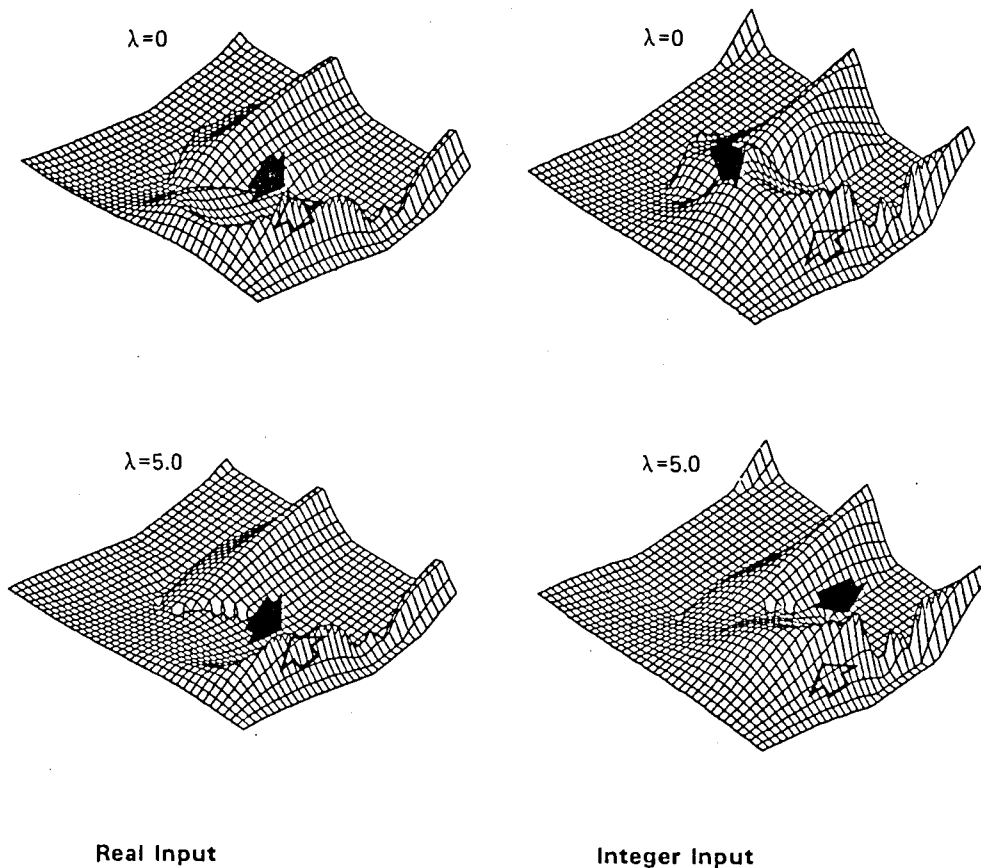 λ=0
λ=0
λ=5.0
λ=5.0
Real Input
Integer Input